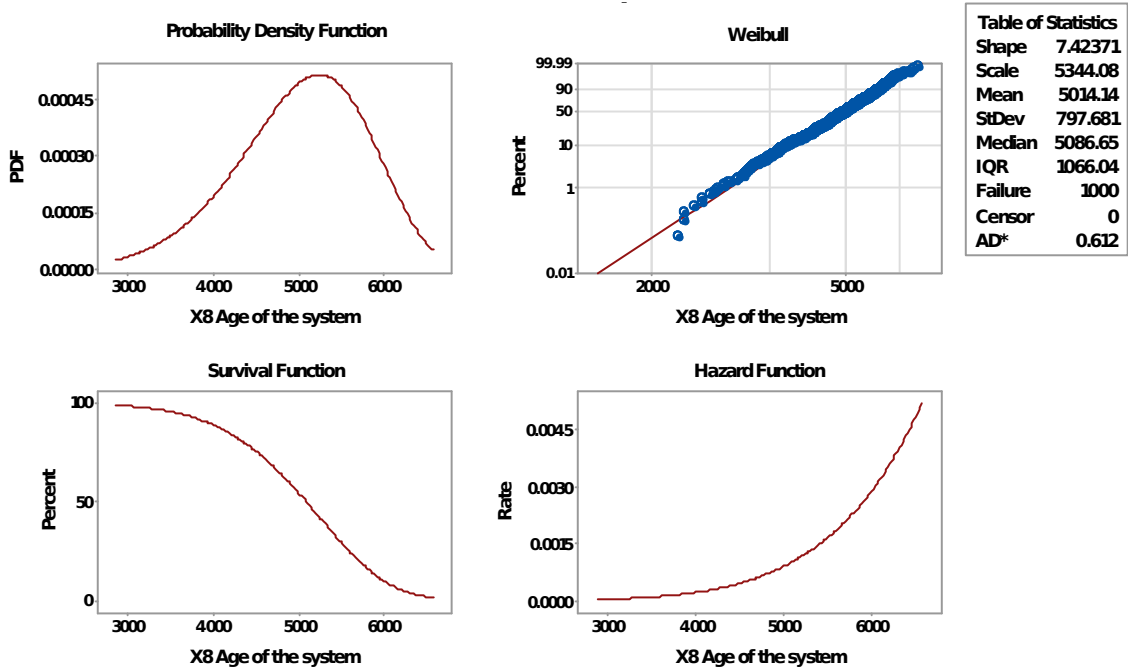 Probability Density Function
0.00045
0.00030
0.00015
0.00000
PDF
3000 4000 5000 6000
X8 Age of the system
Weibull
99.99
90
50
10
1
0.01
Percent
2000 5000
X8 Age of the system
Table of Statistics
Shape 7.42371
Scale 5344.08
Mean 5014.14
StDev 797.681
Median 5086.65
IQR 1066.04
Failure 1000
Censor 0
AD* 0.612
Survival Function
100
50
0
Percent
3000 4000 5000 6000
X8 Age of the system
Hazard Function
0.0045
0.0030
0.0015
0.0000
Rate
3000 4000 5000 6000
X8 Age of the system